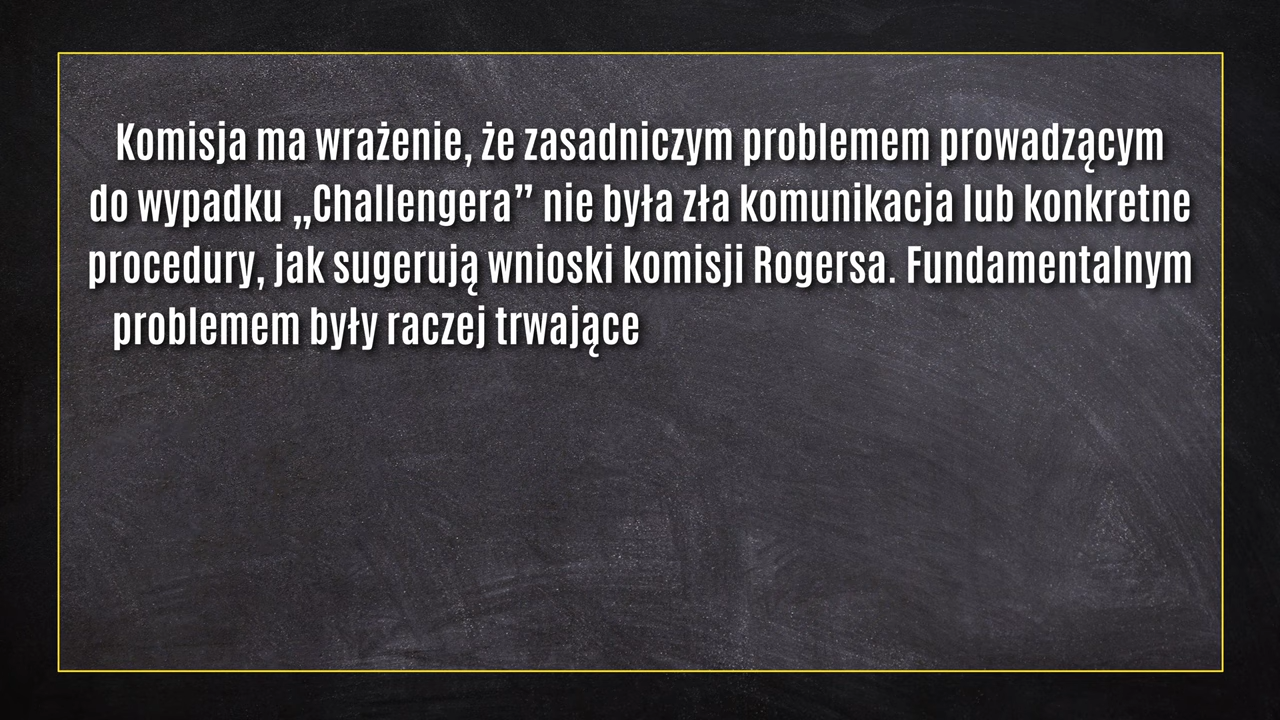 Komisja ma wrażenie, że zasadniczym problemem prowadzącym
do wypadku „Challengera” nie była zła komunikacja lub konkretne
procedury, jak sugerują wnioski komisji Rogersa. Fundamentalnym
problemem były raczej trwające